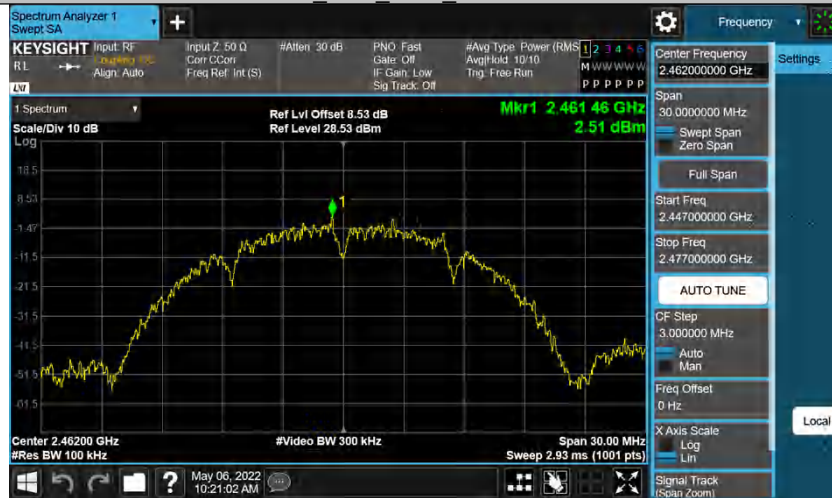 Spectrum Analyzer 1
Swept SA
+
Frequency
KEYSIGHT
RL
LXI
Input: RF
Align: Auto
Input Z: 50 Ω
Corr CCorr
Freq Ref: Int (S)
#Atten: 30 dB
PNO: Fast
Gate: Off
IF Gain: Low
Sig Track: Off
#Avg Type: Power (RMS
Avg|Hold: 10/10
Trig: Free Run
1 2 3 4 5 6
M W W W W W
P P P P P P
1 Spectrum
Scale/Div 10 dB
Ref Lvl Offset 8.53 dB
Ref Level 28.53 dBm
Mkr1 2.461 46 GHz
2.51 dBm
Log
18.5
8.53
-1.47
-11.5
-21.5
-31.5
-41.5
-51.5
-61.5
1
Center 2.46200 GHz
#Res BW 100 kHz
#Video BW 300 kHz
Span 30.00 MHz
Sweep 2.93 ms (1001 pts)
Center Frequency
2.462000000 GHz
Settings
Span
30.0000000 MHz
Swept Span
Zero Span
Full Span
Start Freq
2.447000000 GHz
Stop Freq
2.477000000 GHz
AUTO TUNE
CF Step
3.000000 MHz
Auto
Man
Freq Offset
0 Hz
X Axis Scale
Log
Lin
Local
Signal Track
(Span Zoom)
?
May 06, 2022
10:21:02 AM